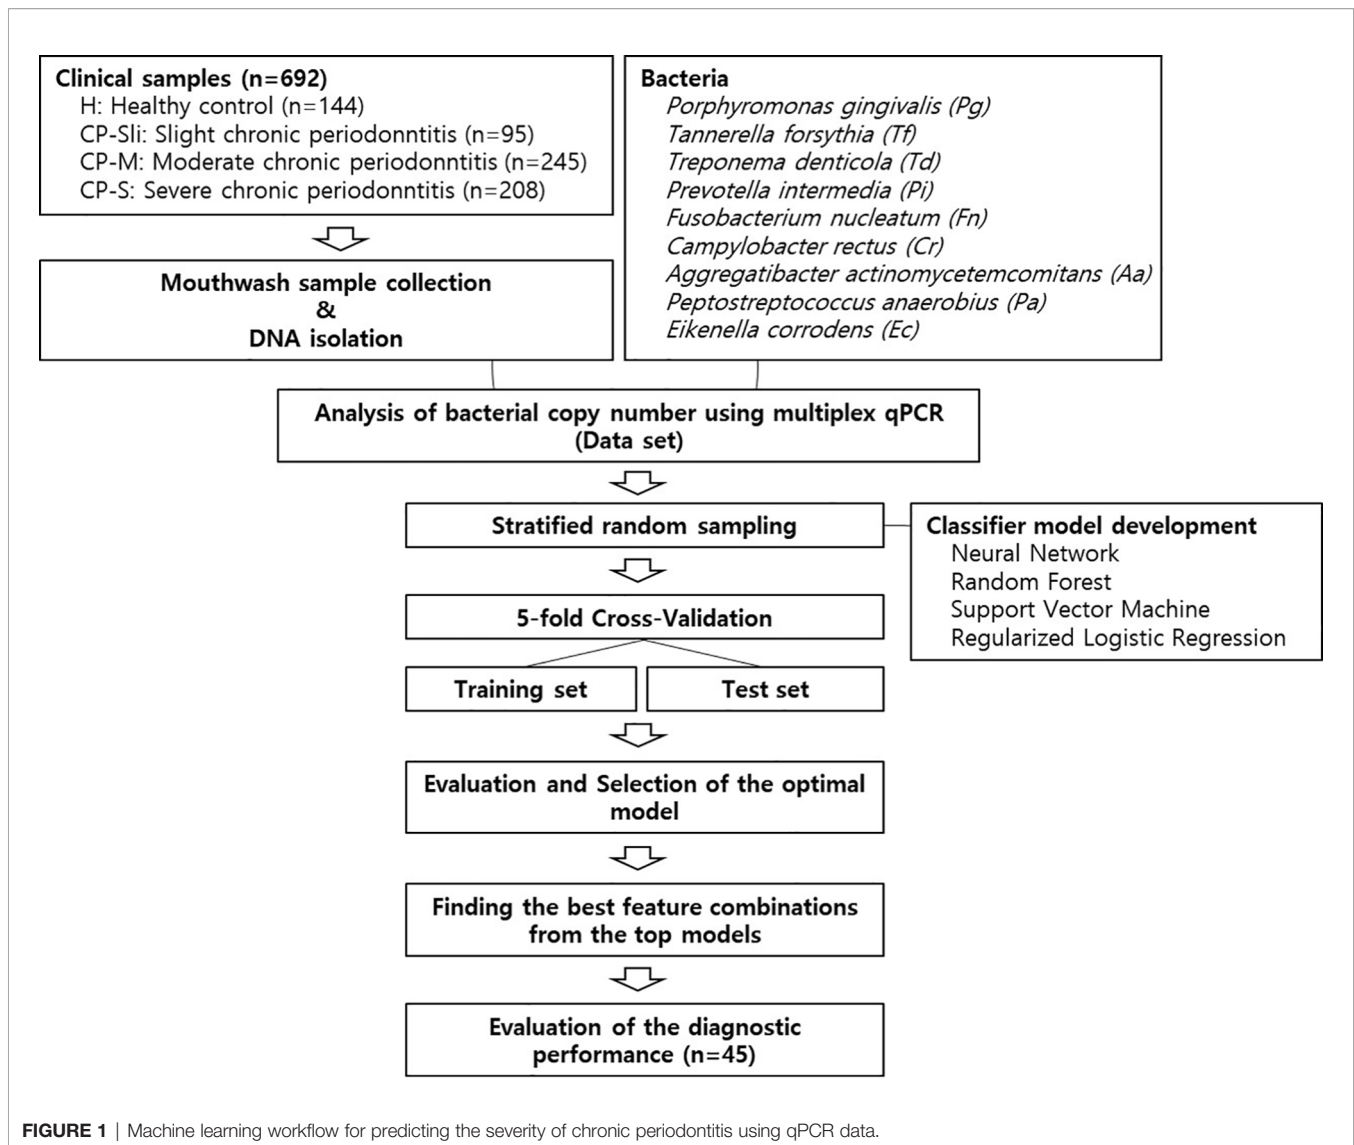 Clinical samples (n=692)
H: Healthy control (n=144)
CP-Sli: Slight chronic periodonntitis (n=95)
CP-M: Moderate chronic periodonntitis (n=245)
CP-S: Severe chronic periodonntitis (n=208)
Mouthwash sample collection
&
DNA isolation
Bacteria
Porphyromonas gingivalis (Pg)
Tannerella forsythia (Tf)
Treponema denticola (Td)
Prevotella intermedia (Pi)
Fusobacterium nucleatum (Fn)
Campylobacter rectus (Cr)
Aggregatibacter actinomycetemcomitans (Aa)
Peptostreptococcus anaerobius (Pa)
Eikenella corrodens (Ec)
Analysis of bacterial copy number using multiplex qPCR
(Data set)
Stratified random sampling
Classifier model development
Neural Network
Random Forest
Support Vector Machine
Regularized Logistic Regression
5-fold Cross-Validation
Training set
Test set
Evaluation and Selection of the optimal
model
Finding the best feature combinations
from the top models
Evaluation of the diagnostic
performance (n=45)
FIGURE 1 | Machine learning workflow for predicting the severity of chronic periodontitis using qPCR data.